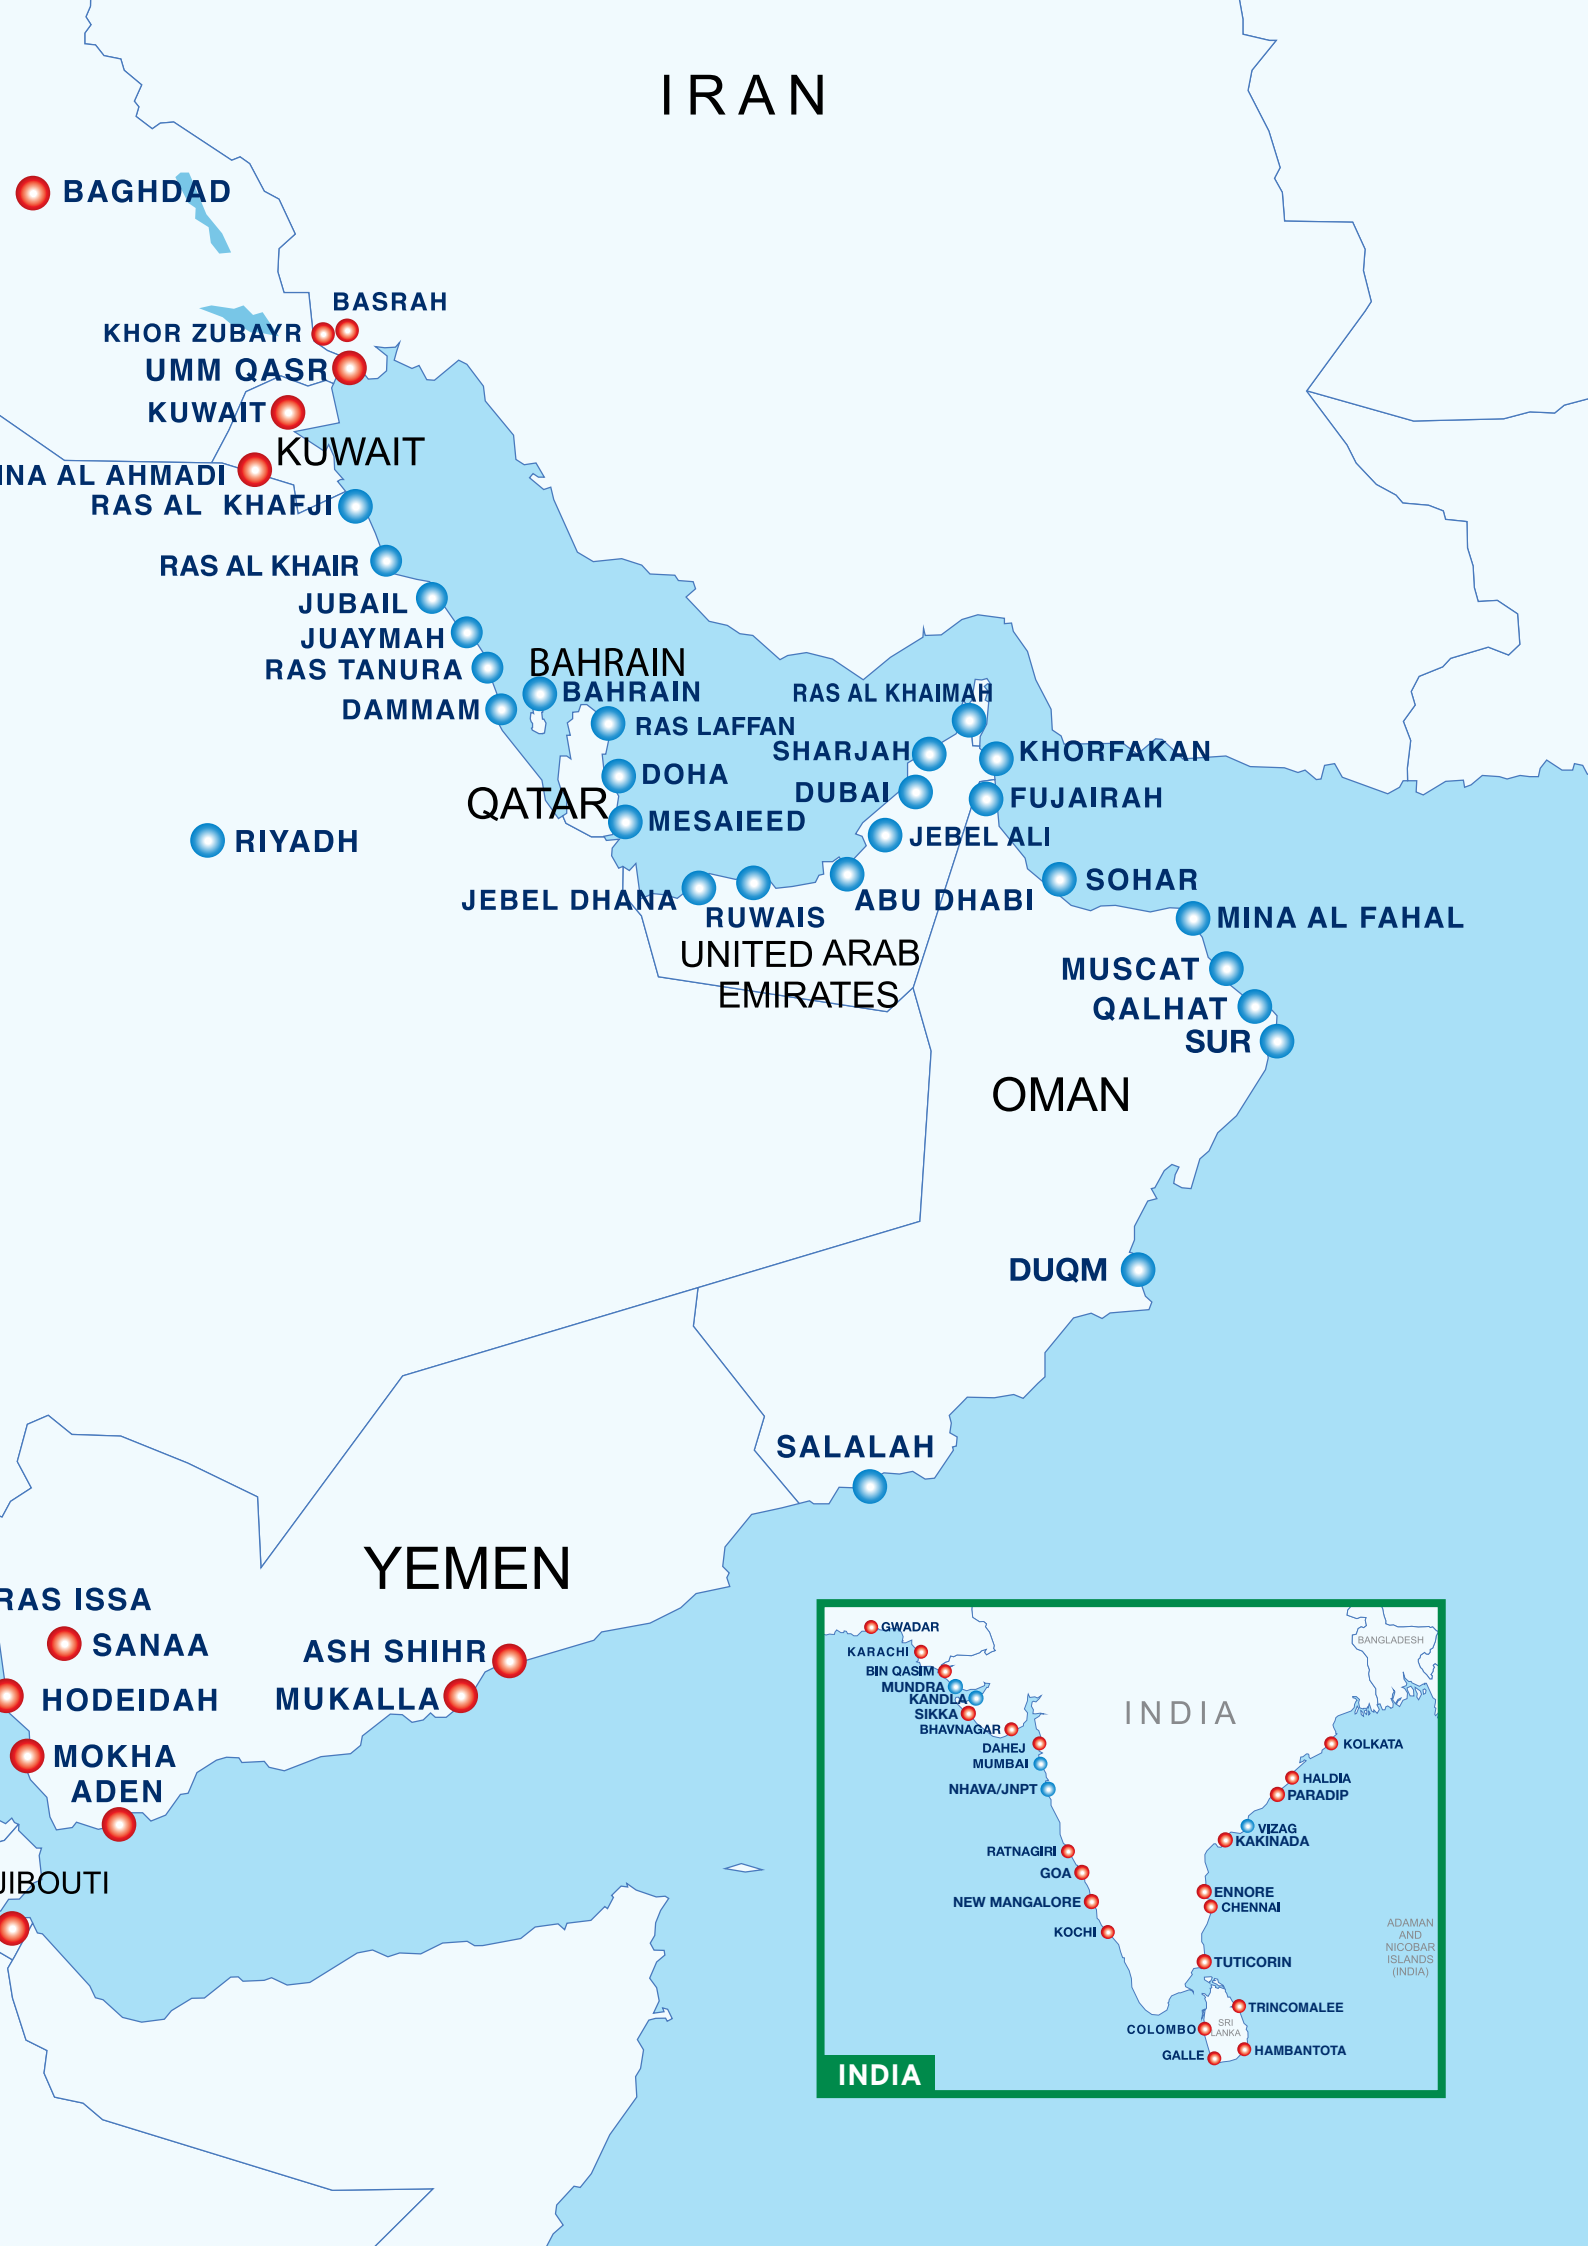 IRAN
BAGHDAD
BASRAH
KHOR ZUBAYR
UMM QASR
KUWAIT
KUWAIT
INA AL AHMADI
RAS AL KHAFJI
RAS AL KHAIR
JUBAIL
JUAYMAH
RAS TANURA
DAMMAM
BAHRAIN
BAHRAIN
RAS LAFFAN
DOHA
QATAR
MESAIEED
RIYADH
RAS AL KHAIMAH
SHARJAH
KHORFAKAN
DUBAI
FUJAIRAH
JEBEL ALI
JEBEL DHANA
RUWAIS
ABU DHABI
SOHAR
MINA AL FAHAL
UNITED ARAB
EMIRATES
MUSCAT
QALHAT
SUR
OMAN
DUQM
SALALAH
YEMEN
RAS ISSA
SANAA
ASH SHIHR
HODEIDAH
MUKALLA
MOKHA
ADEN
JIBOUTI
GWADAR
KARACHI
BIN QASIM
MUNDRA
KANDLA
SIKKA
BHAVNAGAR
DAHEJ
MUMBAI
NHAVA/JNPT
RATNAGIRI
GOA
NEW MANGALORE
KOCHI
INDIA
BANGLADESH
KOLKATA
HALDIA
PARADIP
VIZAG
KAKINADA
ENNORE
CHENNAI
ADAMAN
AND
NICOBAR
ISLANDS
(INDIA)
TUTICORIN
TRINCOMALEE
COLOMBO
SRI
LANKA
GALLE
HAMBANTOTA
INDIA